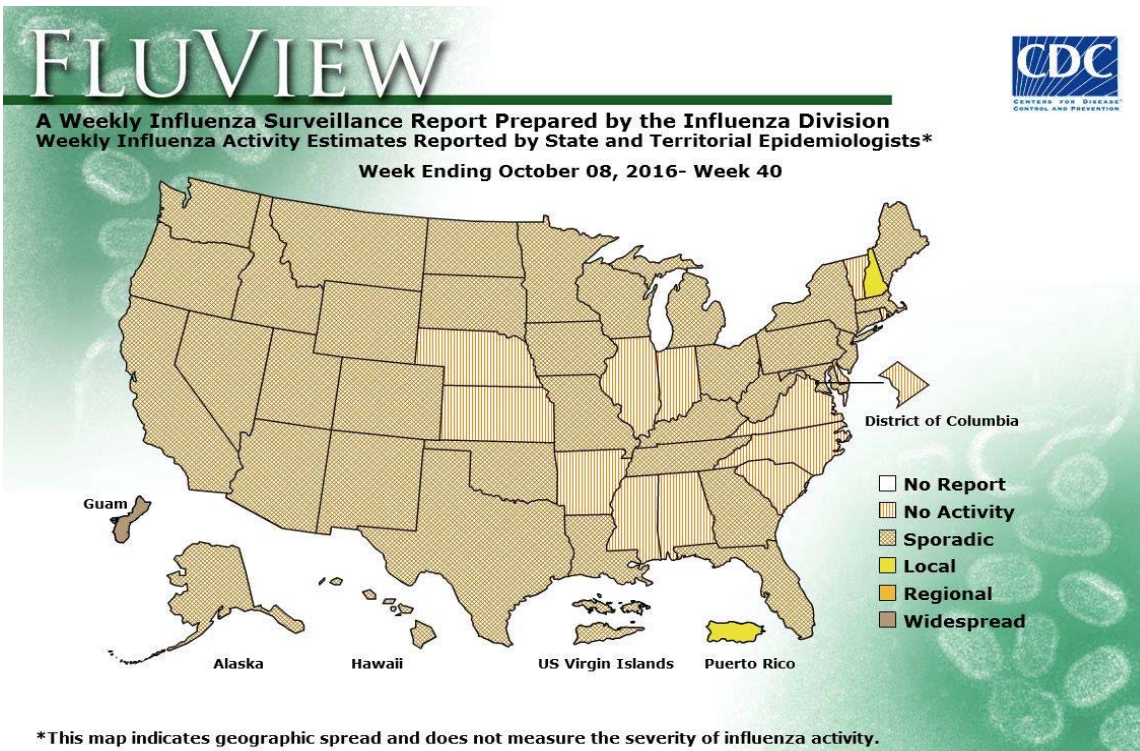 FLUVIEW
CDC
CENTERS FOR DISEASE™
CONTROL AND PREVENTION
A Weekly Influenza Surveillance Report Prepared by the Influenza Division
Weekly Influenza Activity Estimates Reported by State and Territorial Epidemiologists*
Week Ending October 08, 2016- Week 40
District of Columbia
Guam
No Report
No Activity
Sporadic
Local
Regional
Widespread
Alaska
Hawaii
US Virgin Islands
Puerto Rico
*This map indicates geographic spread and does not measure the severity of influenza activity.